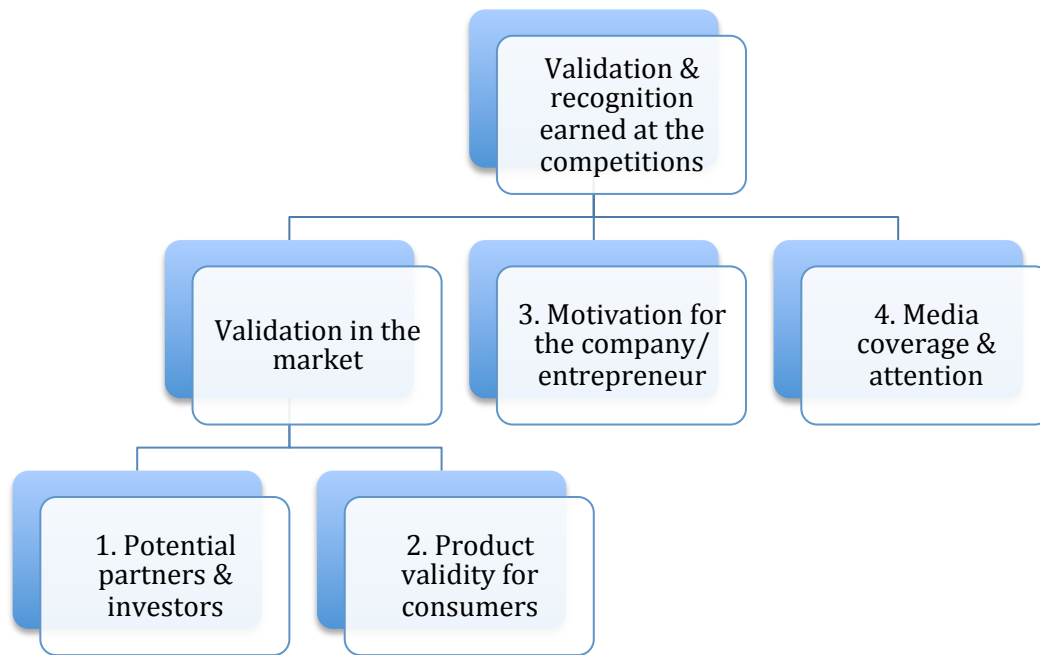 Validation &
recognition
earned at the
competitions
Validation in the
market
3. Motivation for
the company/
entrepreneur
4. Media
coverage &
attention
1. Potential
partners &
investors
2. Product
validity for
consumers